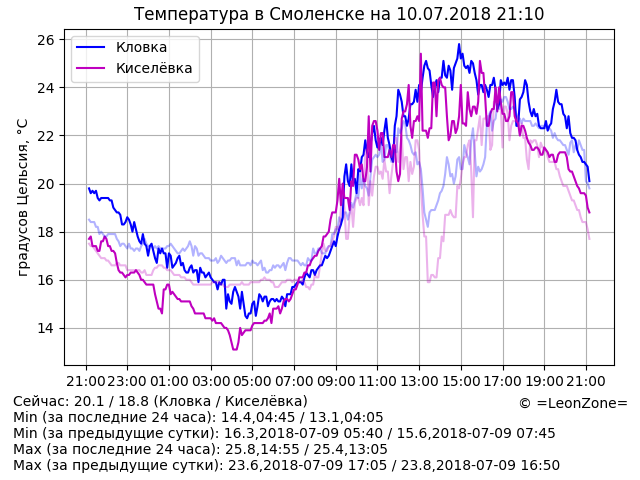 Температура в Смоленске на 10.07.2018 21:10
градусов Цельсия, °C
26
24
22
20
18
16
14
Кловка
Киселёвка
21:00 23:00 01:00 03:00 05:00 07:00 09:00 11:00 13:00 15:00 17:00 19:00 21:00
Сейчас: 20.1 / 18.8 (Кловка / Киселёвка)
© =LeonZone=
Min (за последние 24 часа): 14.4,04:45 / 13.1,04:05
Min (за предыдущие сутки): 16.3,2018-07-09 05:40 / 15.6,2018-07-09 07:45
Max (за последние 24 часа): 25.8,14:55 / 25.4,13:05
Max (за предыдущие сутки): 23.6,2018-07-09 17:05 / 23.8,2018-07-09 16:50